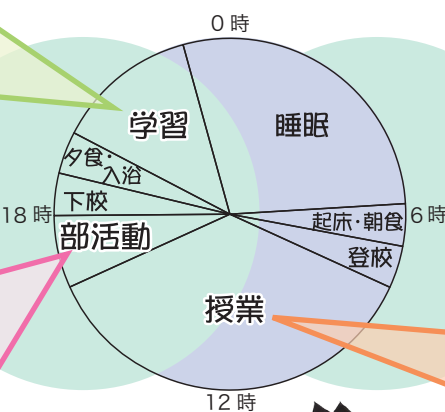 0時
学習
睡眠
夕食・
入浴
下校
18時
起床・朝食
6時
部活動
登校
授業
12時